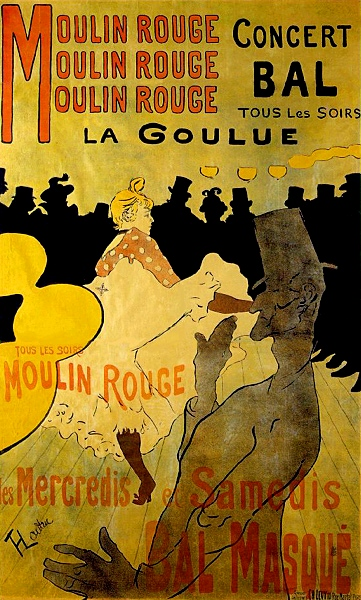 MOULIN ROUGE CONCERT
MOULIN ROUGE BAL
MOULIN ROUGE TOUS Les SOIRS
LA GOULUE
TOUS LES SOIRS
MOULIN ROUGE
les Mercredis et Samedis
BAL MASQUÉ